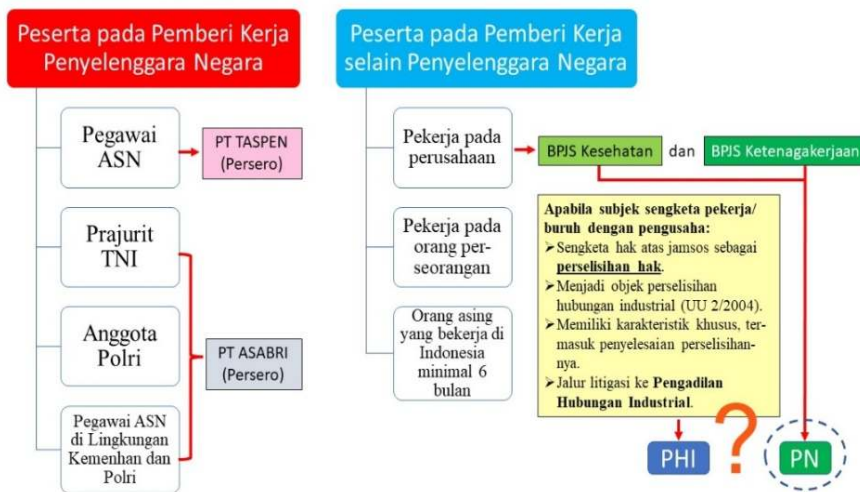 Peserta pada Pemberi Kerja
Penyelenggara Negara
Pegawai
ASN
PT TASPEN
(Persero)
Prajurit
TNI
Anggota
Polri
PT ASABRI
(Persero)
Pegawai ASN
di Lingkungan
Kemenhan dan
Polri
Peserta pada Pemberi Kerja
selain Penyelenggara Negara
Pekerja pada
perusahaan
BPJS Kesehatan dan BPJS Ketenagakerjaan
Pekerja pada
orang per-
seorangan
Orang asing
yang bekerja di
Indonesia
minimal 6
bulan
Apabila subjek sengketa pekerja/
buruh dengan pengusaha:
➤Sengketa hak atas jamsos sebagai
perselisihan hak.
➤Menjadi objek perselisihan
hubungan industrial (UU 2/2004).
➤Memiliki karakteristik khusus, ter-
masuk penyelesaian perselisihan-
nya.
➤Jalur litigasi ke Pengadilan
Hubungan Industrial.
PHI ? PN